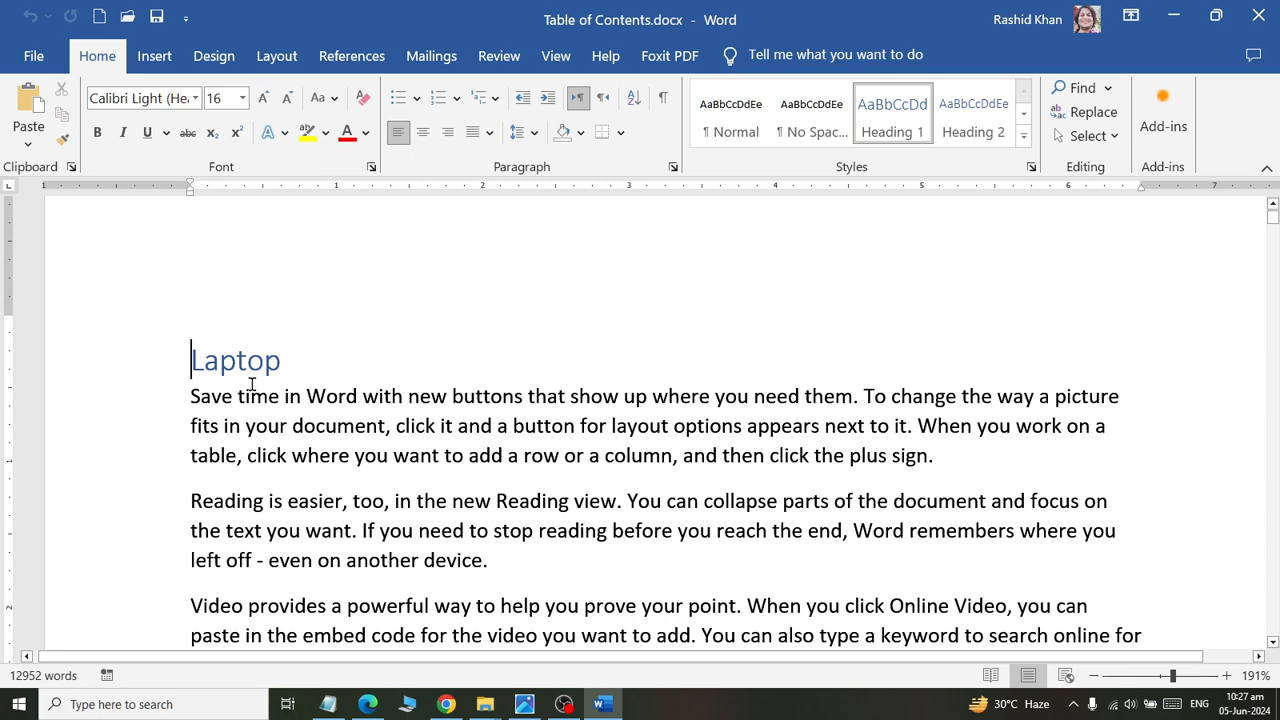 Table of Contents.docx - Word
Rashid Khan
File Home Insert Design Layout References Mailings Review View Help Foxit PDF Tell me what you want to do
Paste
Calibri Light (He 16
AaBbCcDdEe
¶ Normal
AaBbCcDdEe
¶ No Spac...
AaBbCcDd
Heading 1
AaBbCcDdEe
Heading 2
Find
Replace
Select
Add-ins
Clipboard Font Paragraph Styles Editing Add-ins
1 1 2 3 4 5 6 7
Laptop
Save time in Word with new buttons that show up where you need them. To change the way a picture
fits in your document, click it and a button for layout options appears next to it. When you work on a
table, click where you want to add a row or a column, and then click the plus sign.
Reading is easier, too, in the new Reading view. You can collapse parts of the document and focus on
the text you want. If you need to stop reading before you reach the end, Word remembers where you
left off - even on another device.
Video provides a powerful way to help you prove your point. When you click Online Video, you can
paste in the embed code for the video you want to add. You can also type a keyword to search online for
12952 words
191%
Type here to search
30°C Haze
ENG
10:27 am
05-Jun-2024